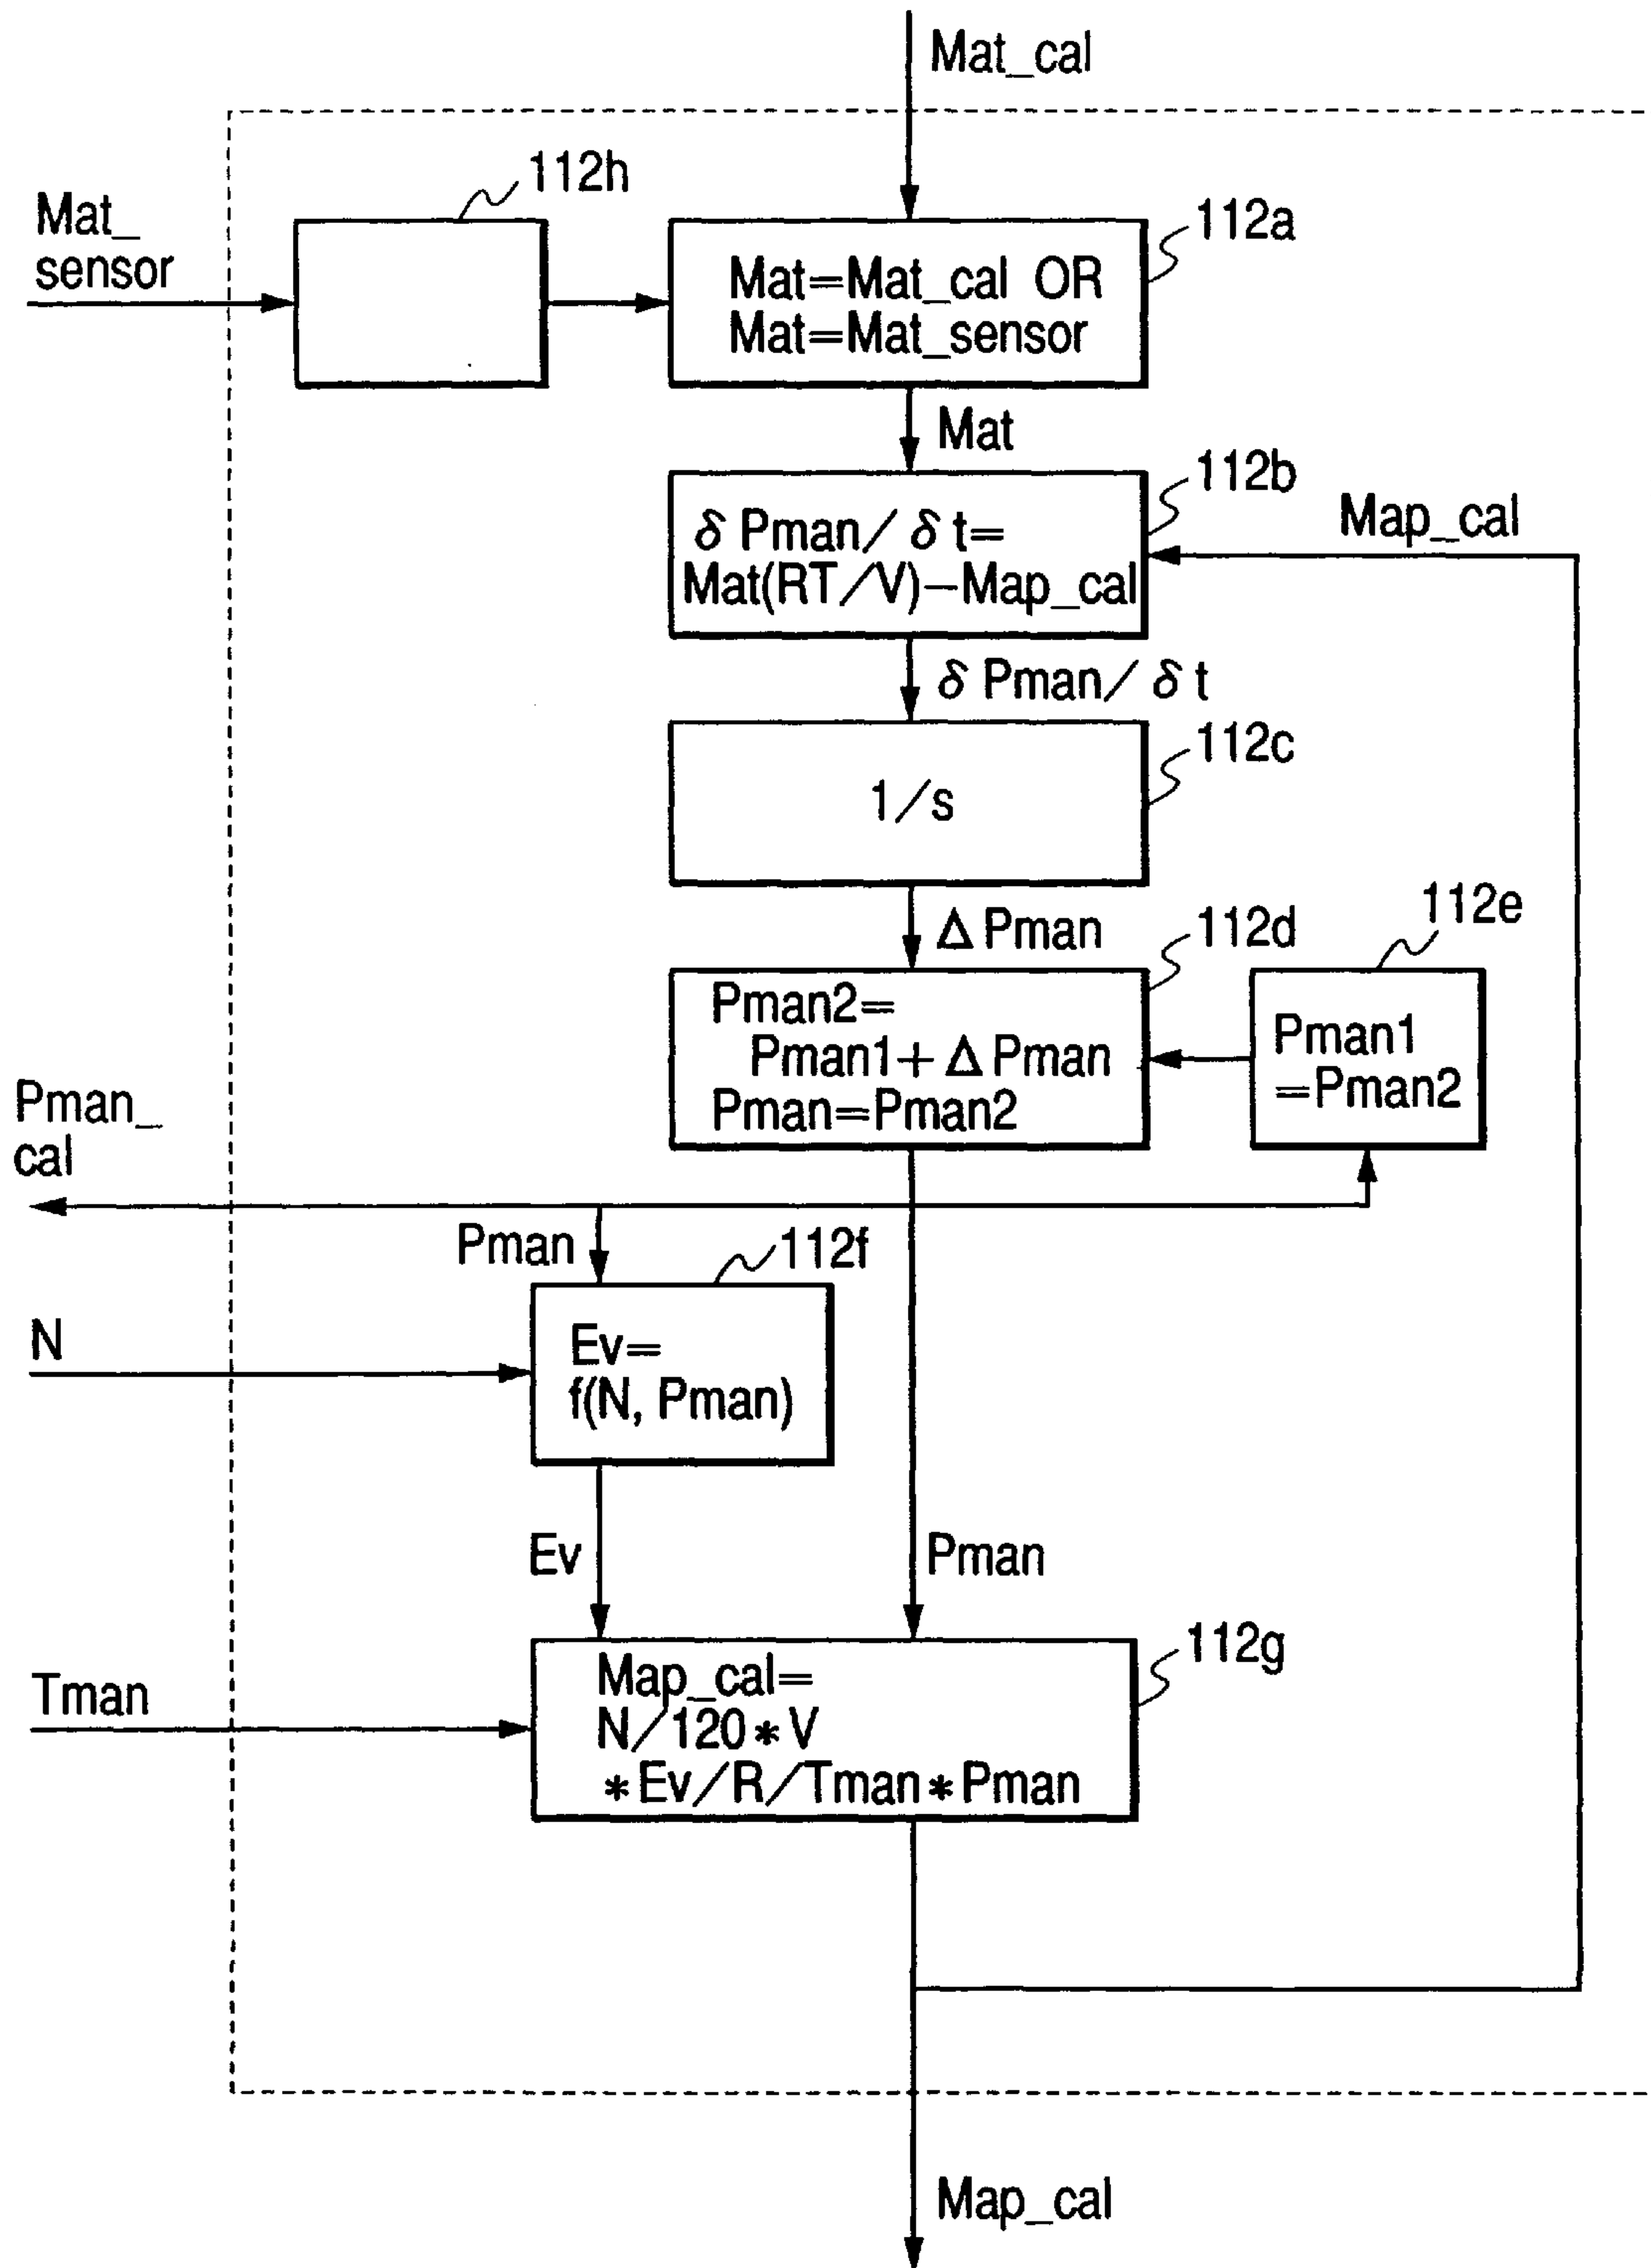 Mat_cal
112h
Mat_
sensor
112a
Mat=Mat_cal OR
Mat=Mat_sensor
Mat
112b
Map_cal
δ Pman/ δ t=
Mat(RT/V)−Map_cal
δ Pman/ δ t
112c
1/s
Δ Pman
112d
112e
Pman2=
Pman1+ Δ Pman
Pman=Pman2
Pman1
=Pman2
Pman_
cal
Pman
112f
N
Ev=
f(N, Pman)
Ev
Pman
112g
Tman
Map_cal=
N/120*V
*Ev/R/Tman*Pman
Map_cal